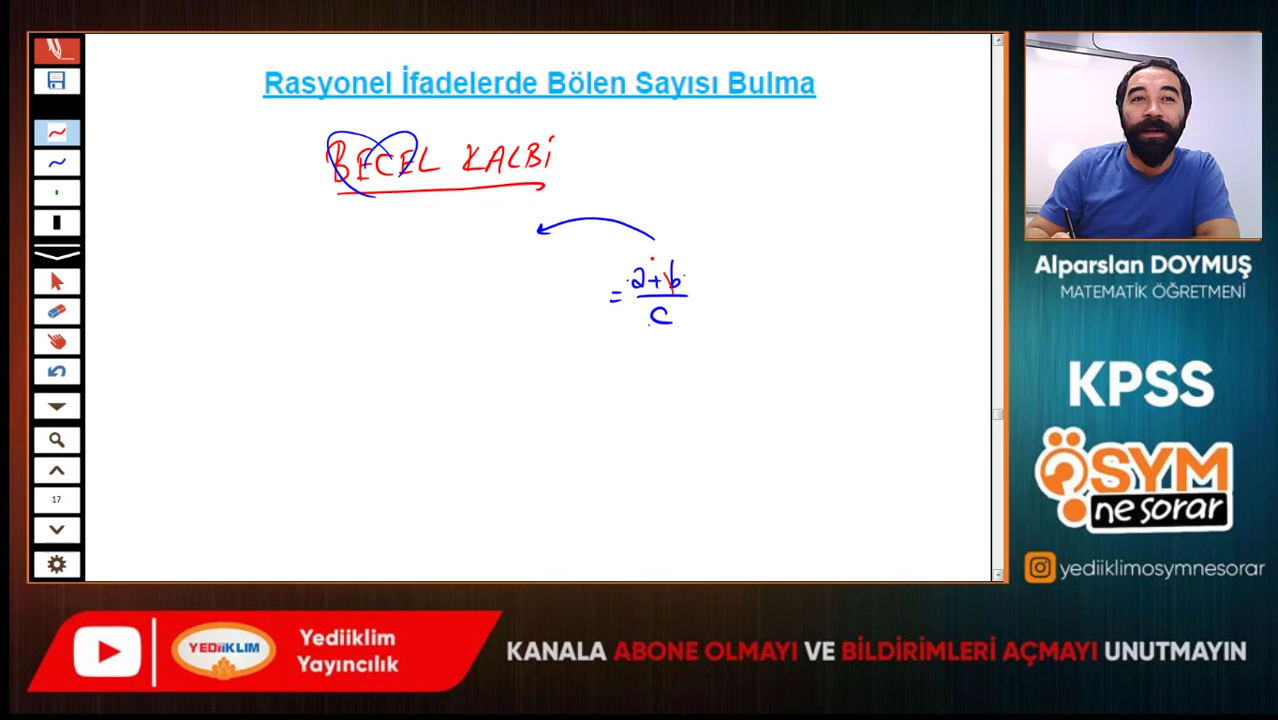 Rasyonel İfadelerde Bölen Sayısı Bulma
BECEL KALBİ
= a+b
c
17
Alparslan DOYMUŞ
MATEMATİK ÖĞRETMENİ
KPSS
ÖSYM
ne sorar
yediiklimosymnesorar
YEDİİKLİM
Yediiklim
Yayıncılık
KANALA ABONE OLMAYI VE BİLDİRİMLERİ AÇMAYI UNUTMAYIN